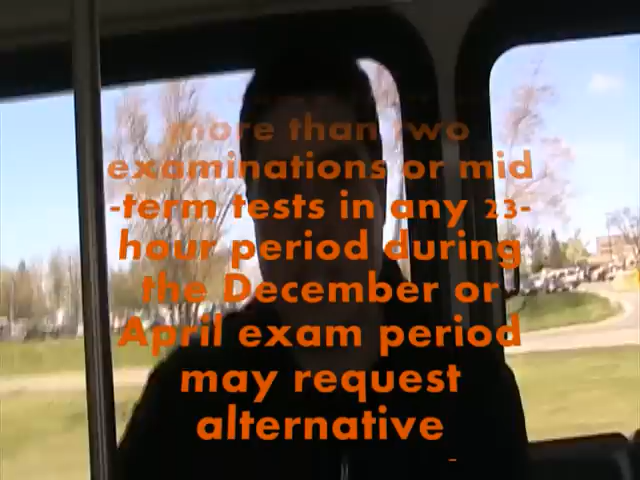 more than two
examinations or mid
-term tests in any 23-
hour period during
the December or
April exam period
may request
alternative